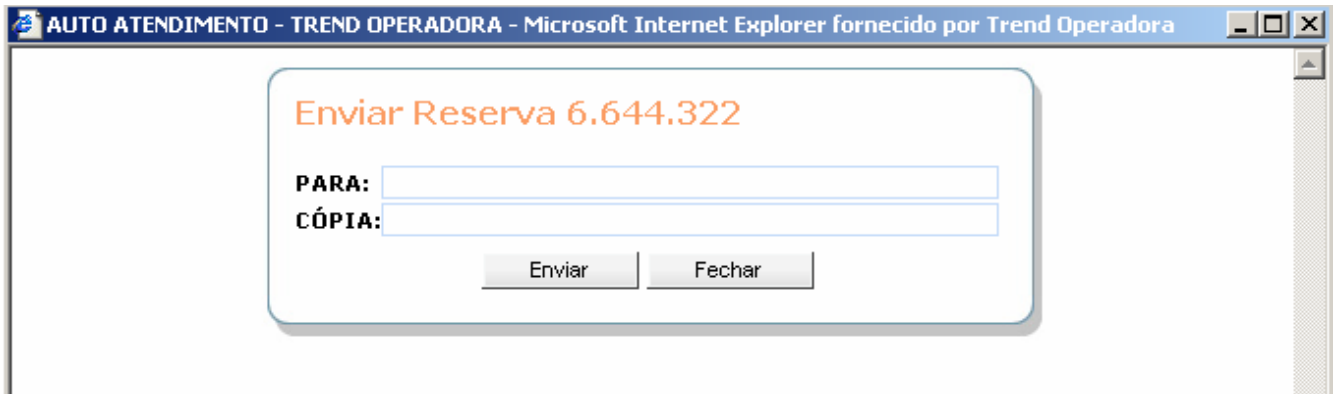 AUTO ATENDIMENTO - TREND OPERADORA - Microsoft Internet Explorer fornecido por Trend Operadora
Enviar Reserva 6.644.322
PARA:
CÓPIA:
Enviar Fechar